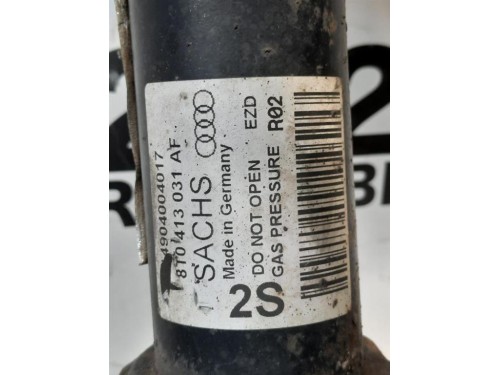 4904004017
8T0 413 031 AF
SACHS
Made in Germany
DO NOT OPEN EZD
GAS PRESSURE R02
2S